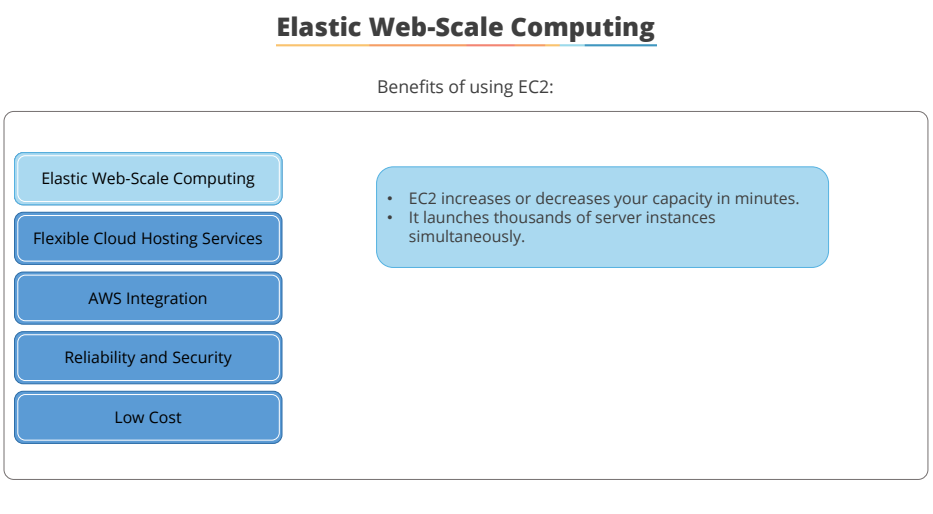 Elastic Web-Scale Computing
Benefits of using EC2:
Elastic Web-Scale Computing
Flexible Cloud Hosting Services
AWS Integration
Reliability and Security
Low Cost
• EC2 increases or decreases your capacity in minutes.
• It launches thousands of server instances
simultaneously.